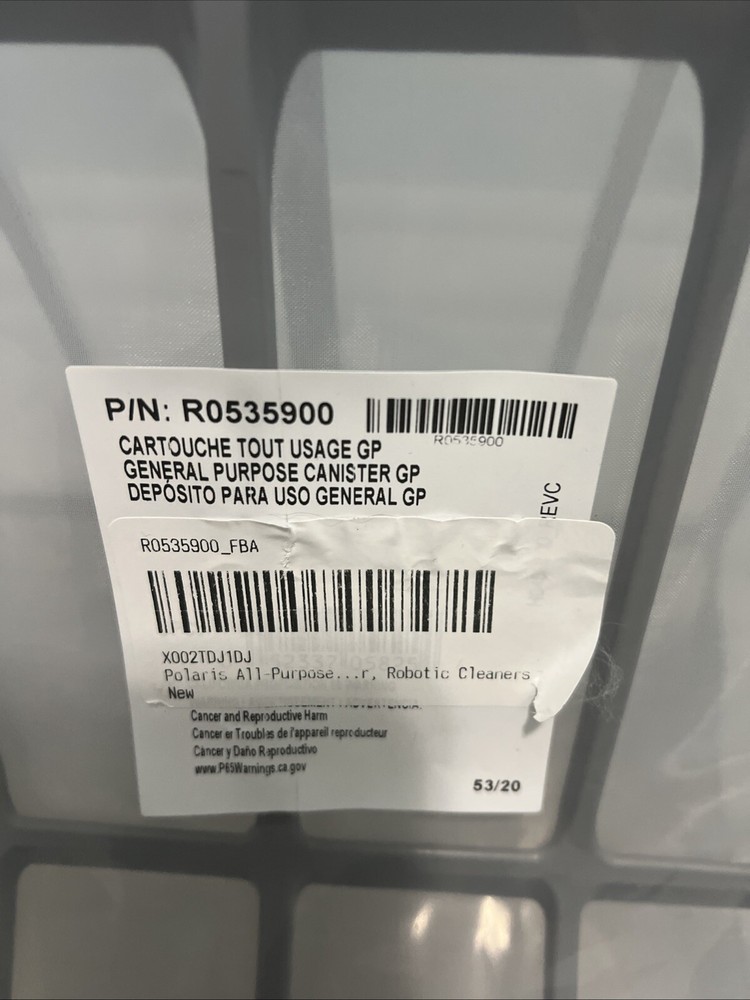 P/N: R0535900
R0535900
CARTOUCHE TOUT USAGE GP
GENERAL PURPOSE CANISTER GP
DEPÓSITO PARA USO GENERAL GP
R0535900_FBA
X002TDJ1DJ
Polaris All-Purpose...r, Robotic Cleaners
New
Cancer and Reproductive Harm
Cancer et Troubles de l'appareil reproducteur
Cáncer y Daño Reproductivo
www.P65Warnings.ca.gov
53/20